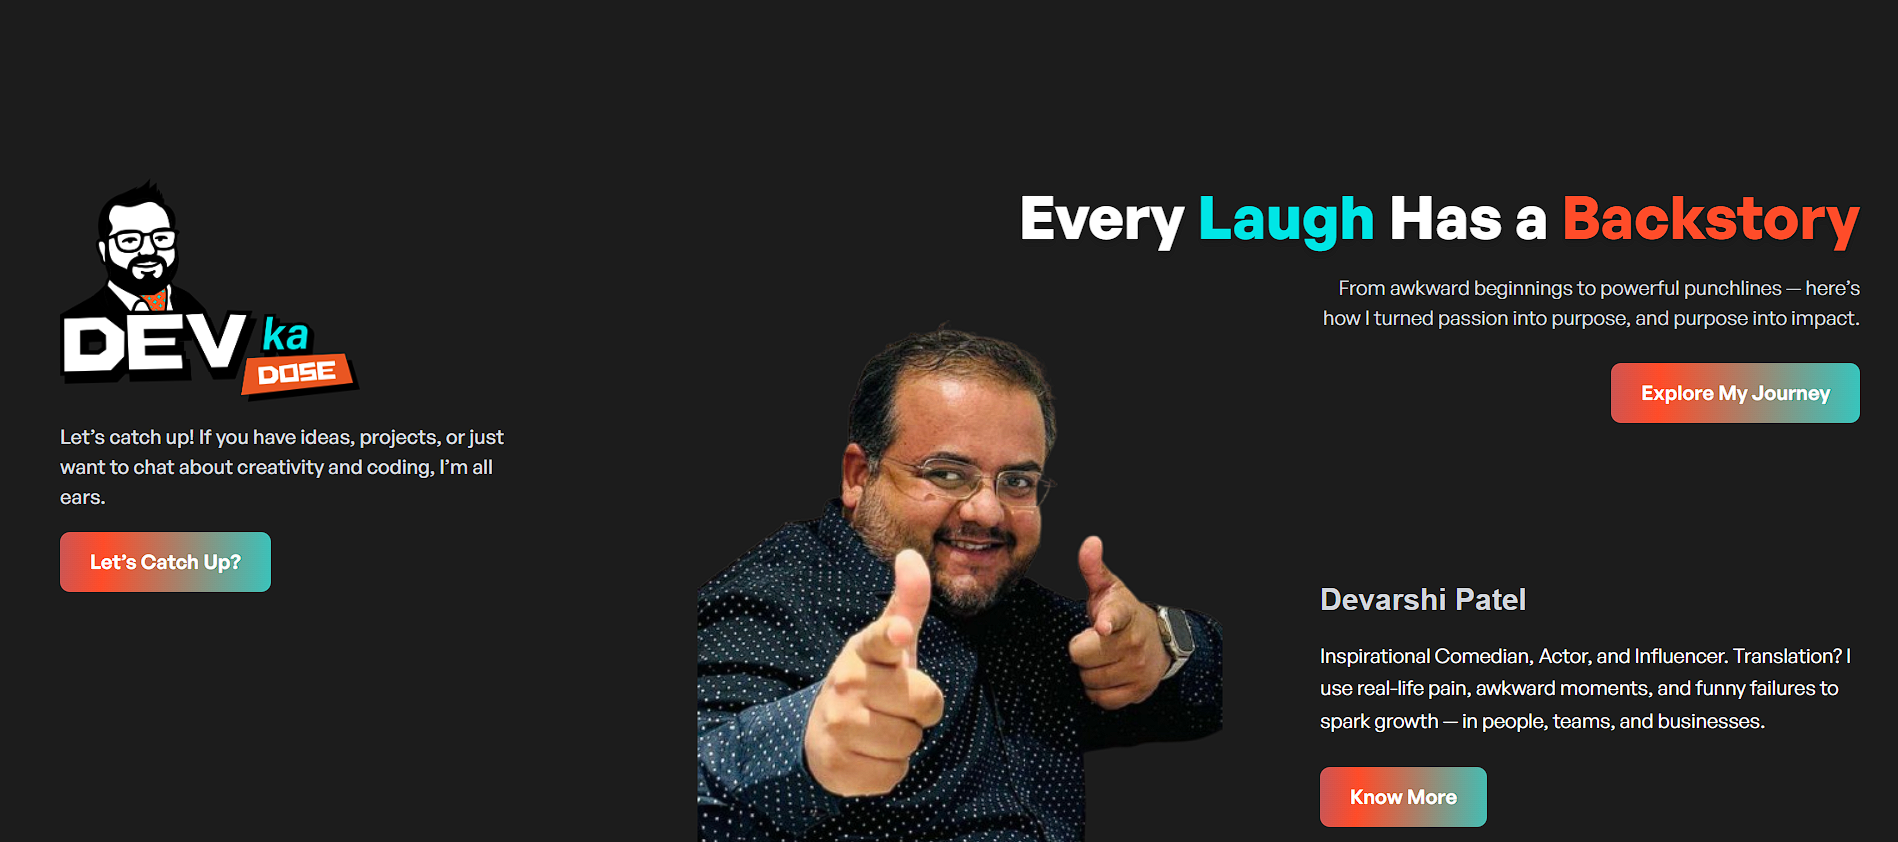 DEV ka
DOSE
Let’s catch up! If you have ideas, projects, or just
want to chat about creativity and coding, I’m all
ears.
Let’s Catch Up?
Every Laugh Has a Backstory
From awkward beginnings to powerful punchlines — here’s
how I turned passion into purpose, and purpose into impact.
Explore My Journey
Devarshi Patel
Inspirational Comedian, Actor, and Influencer. Translation? I
use real-life pain, awkward moments, and funny failures to
spark growth — in people, teams, and businesses.
Know More